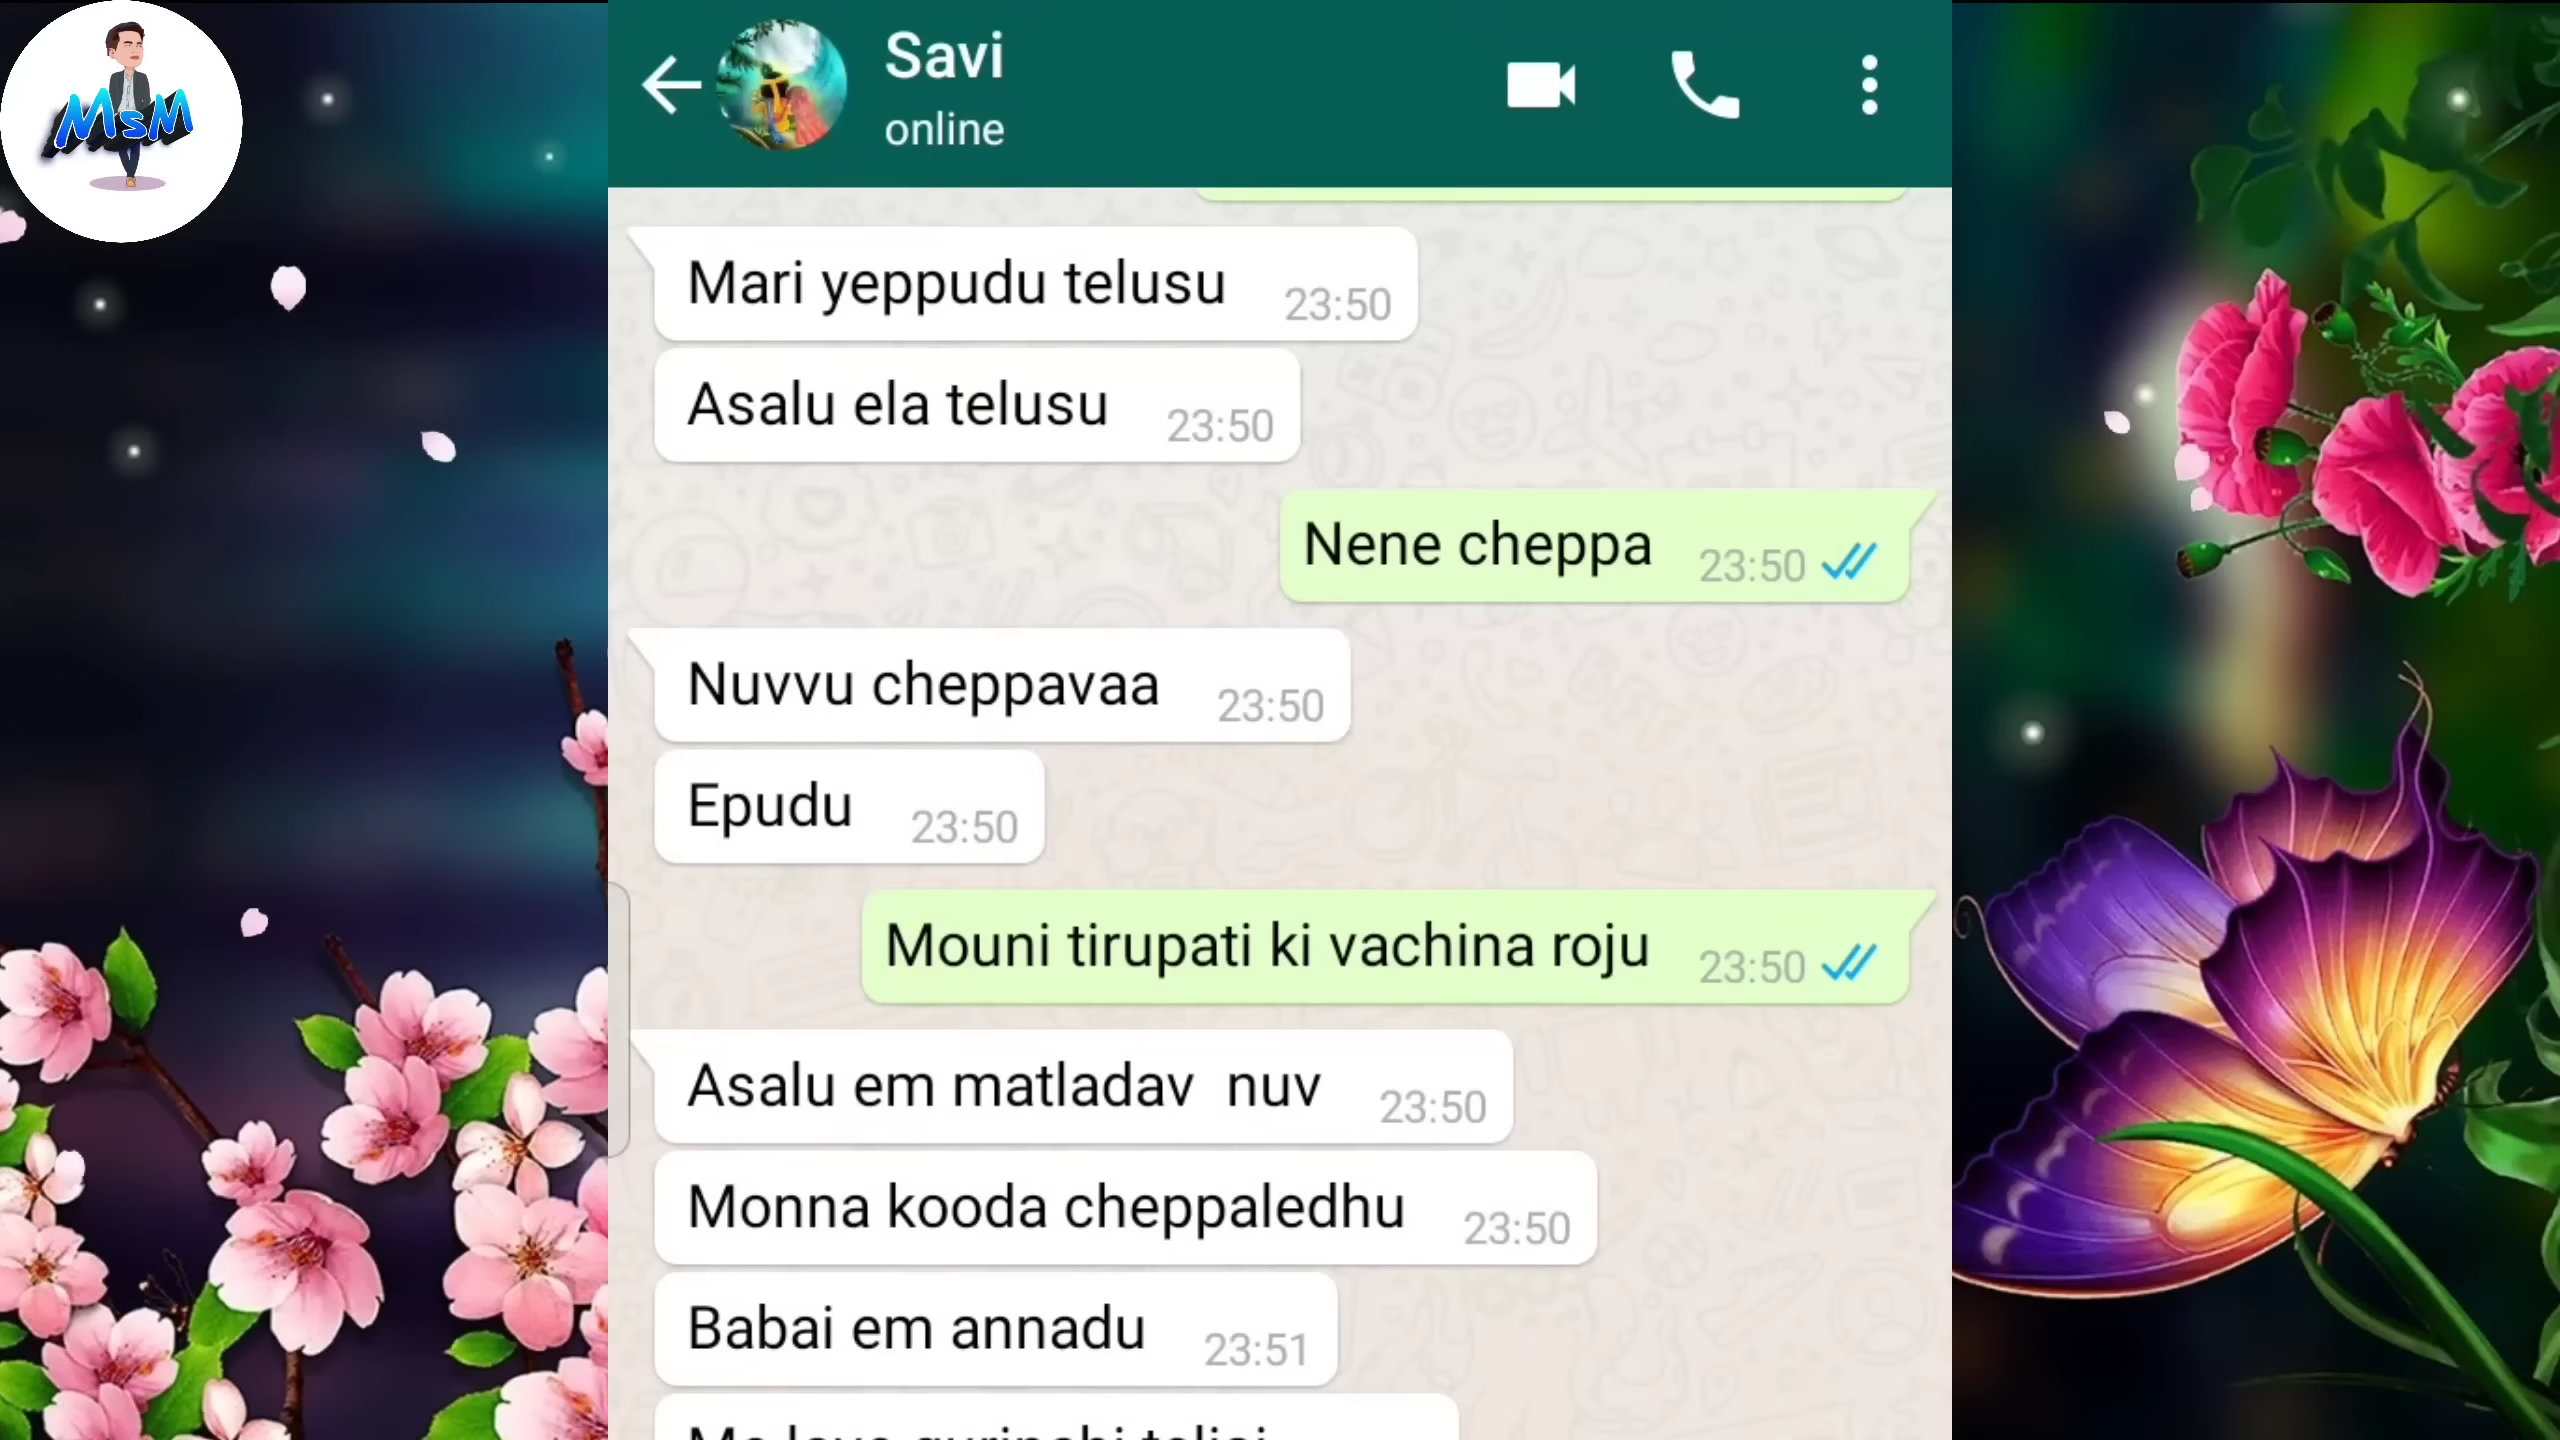 MsM
Savi
online
Mari yeppudu telusu 23:50
Asalu ela telusu 23:50
Nene cheppa 23:50
Nuvvu cheppavaa 23:50
Epudu 23:50
Mouni tirupati ki vachina roju 23:50
Asalu em matladav nuv 23:50
Monna kooda cheppaledhu 23:50
Babai em annadu 23:51